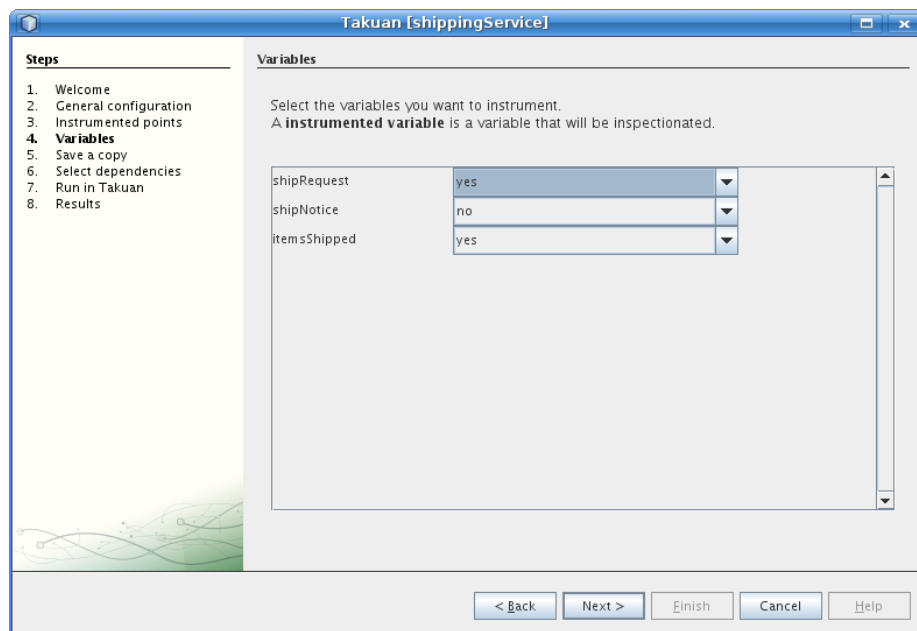 Takuan [shippingService]
Steps
1. Welcome
2. General configuration
3. Instrumented points
4. Variables
5. Save a copy
6. Select dependencies
7. Run in Takuan
8. Results
Variables
Select the variables you want to instrument.
A instrumented variable is a variable that will be inspectionated.
shipRequest yes
shipNotice no
itemsShipped yes
< Back Next > Finish Cancel Help